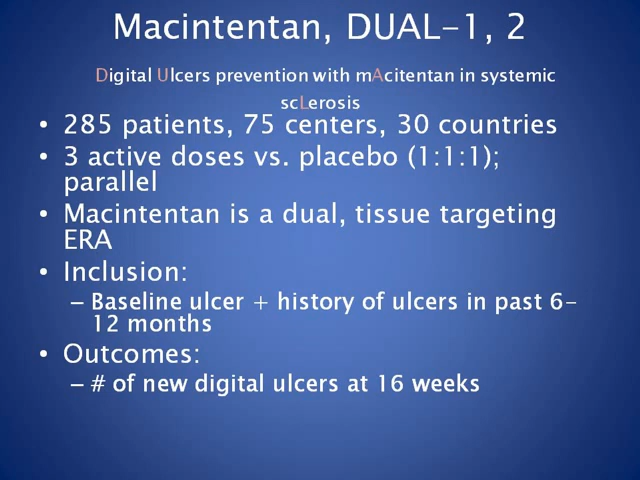 Macintentan, DUAL-1, 2
Digital Ulcers prevention with mAcitentan in systemic
scLerosis
• 285 patients, 75 centers, 30 countries
• 3 active doses vs. placebo (1:1:1);
parallel
• Macintentan is a dual, tissue targeting
ERA
• Inclusion:
– Baseline ulcer + history of ulcers in past 6-
12 months
• Outcomes:
– # of new digital ulcers at 16 weeks